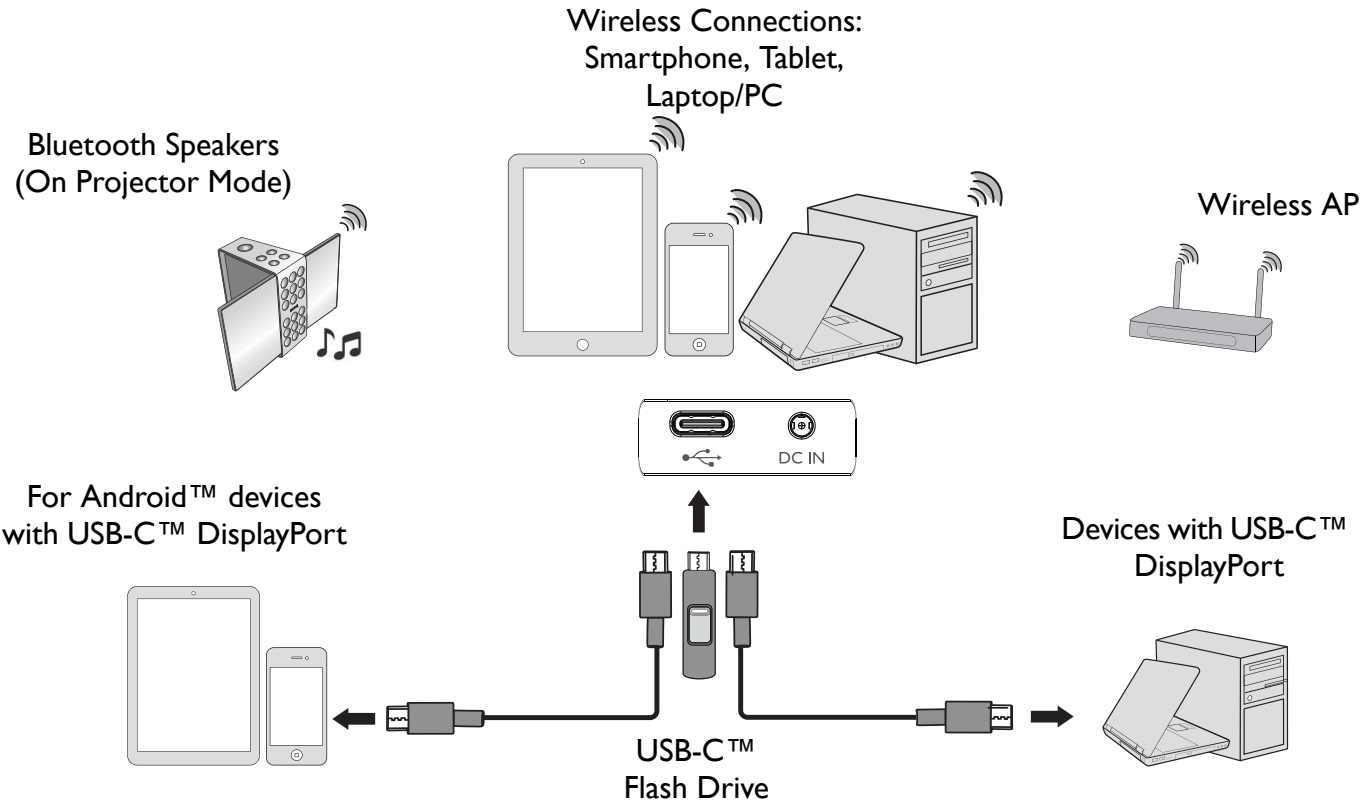 Wireless Connections:
Smartphone, Tablet,
Laptop/PC
Bluetooth Speakers
(On Projector Mode)
Wireless AP
DC IN
For Android™ devices
with USB-C™ DisplayPort
Devices with USB-C™
DisplayPort
USB-C™
Flash Drive